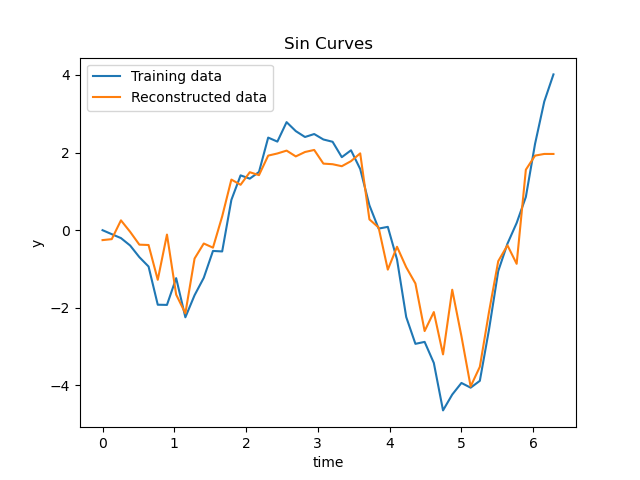 Sin Curves
Training data
Reconstructed data
y
4
2
0
−2
−4
0 1 2 3 4 5 6
time